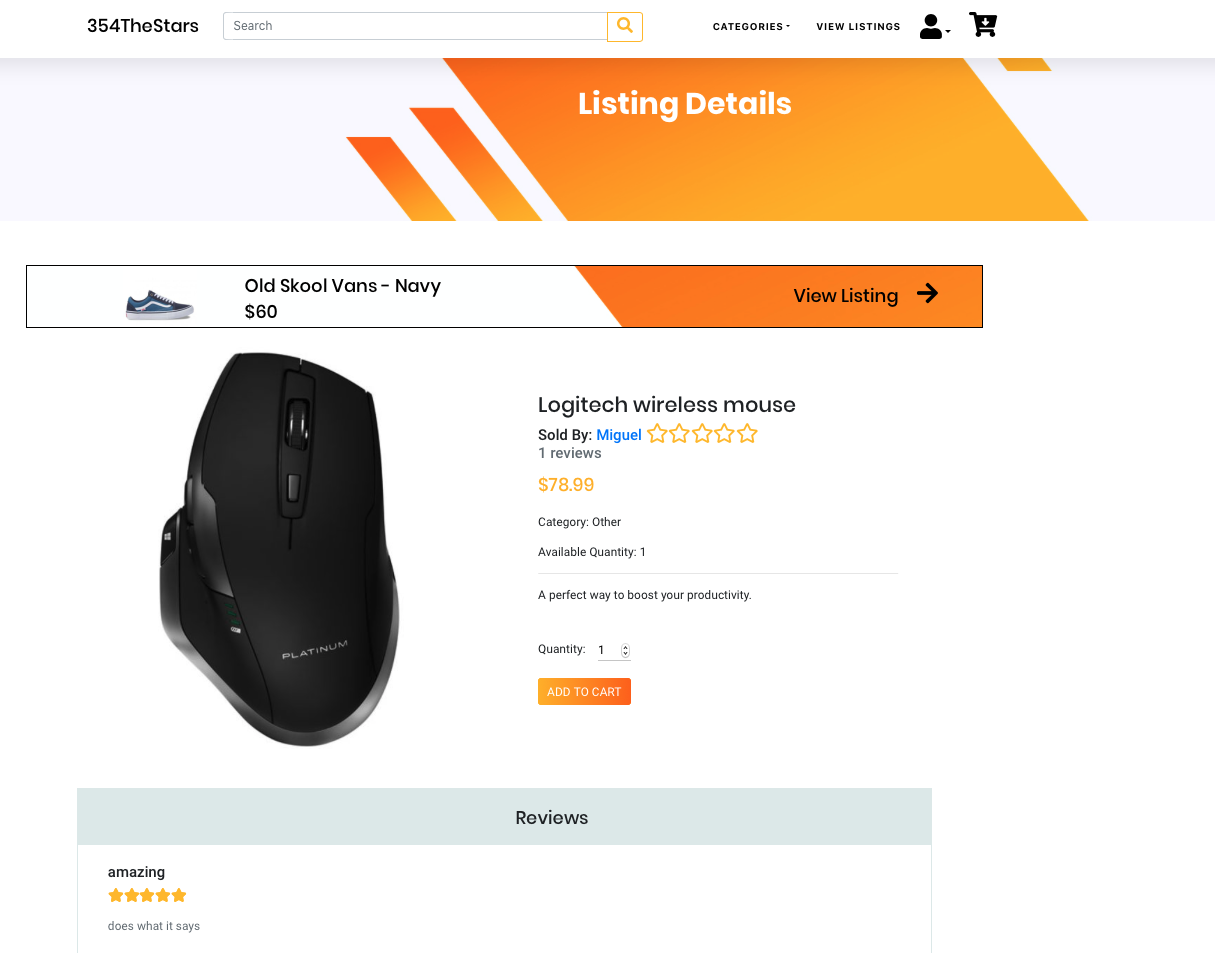 354TheStars
Search
CATEGORIES
VIEW LISTINGS
Listing Details
Old Skool Vans - Navy
$60
View Listing
PLATINUM
Logitech wireless mouse
Sold By: Miguel
1 reviews
$78.99
Category: Other
Available Quantity: 1
A perfect way to boost your productivity.
Quantity: 1
ADD TO CART
Reviews
amazing
does what it says